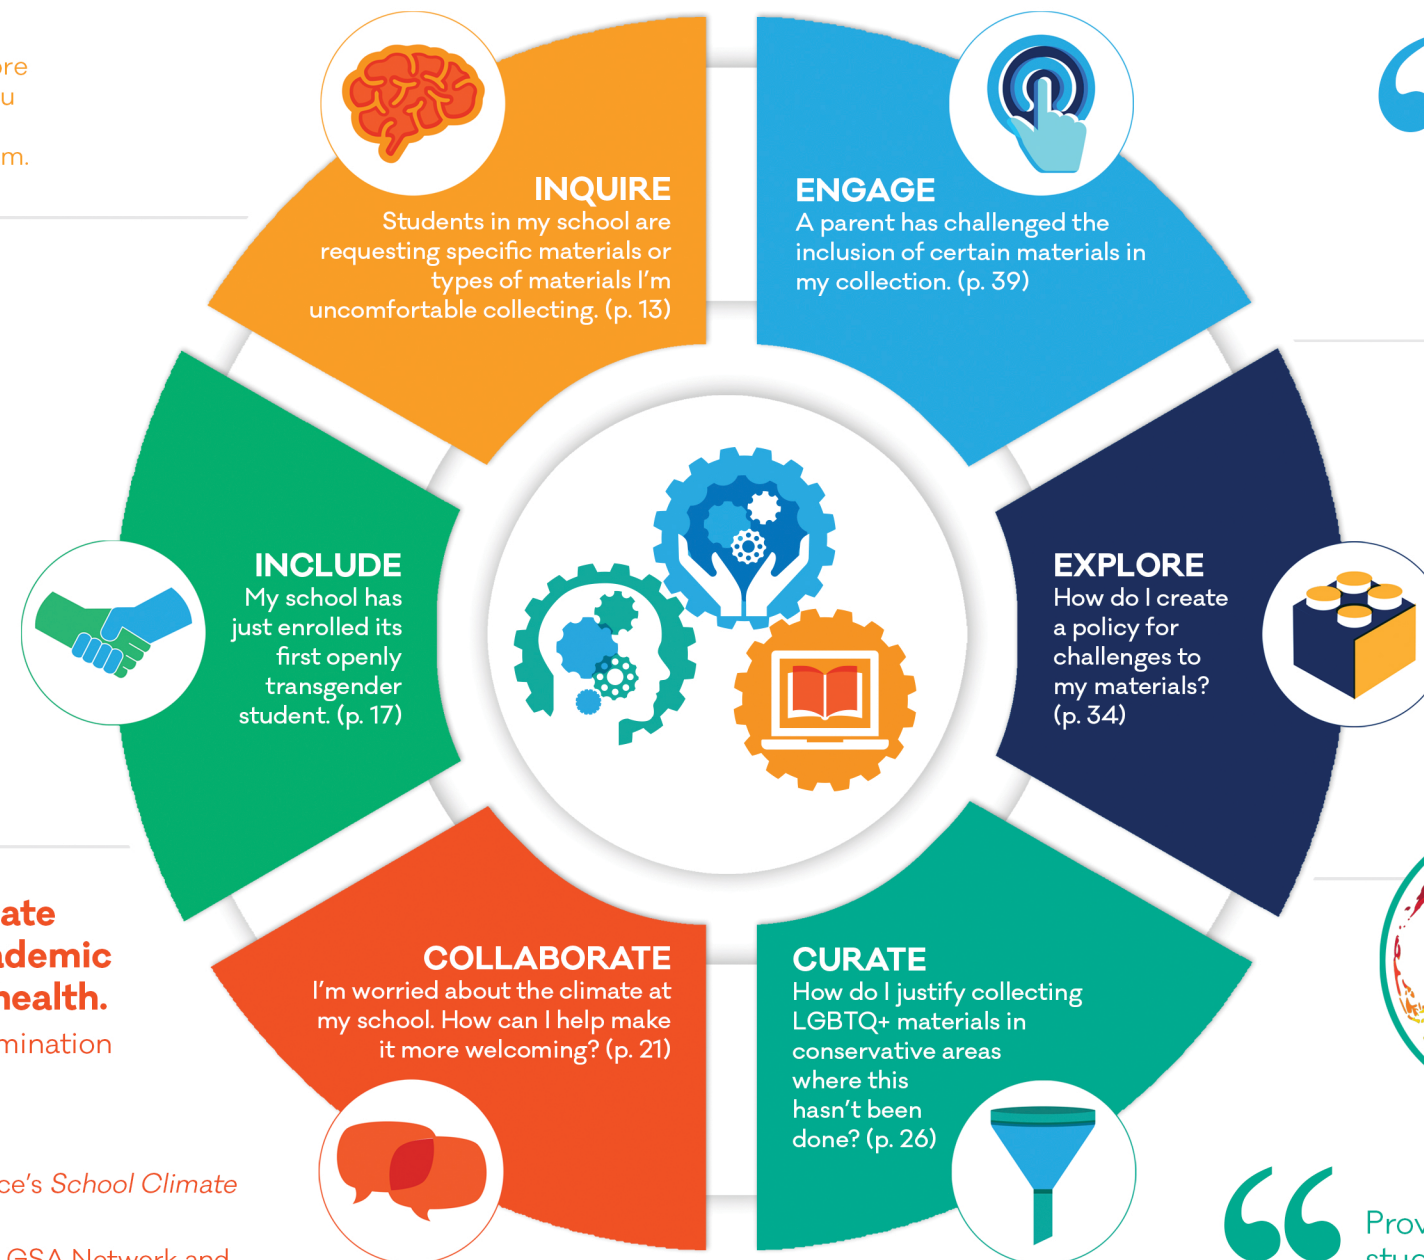 m.
INQUIRE
Students in my school are
requesting specific materials or
types of materials I'm
uncomfortable collecting. (p. 13)
ENGAGE
A parent has challenged the
inclusion of certain materials in
my collection. (p. 39)
INCLUDE
My school has
just enrolled its
first openly
transgender
student. (p. 17)
EXPLORE
How do I create
a policy for
challenges to
my materials?
(p. 34)
health.
COLLABORATE
I'm worried about the climate at
my school. How can I help make
it more welcoming? (p. 21)
CURATE
How do I justify collecting
LGBTQ+ materials in
conservative areas
where this
hasn't been
done? (p. 26)
School Climate
GSA Network and
“